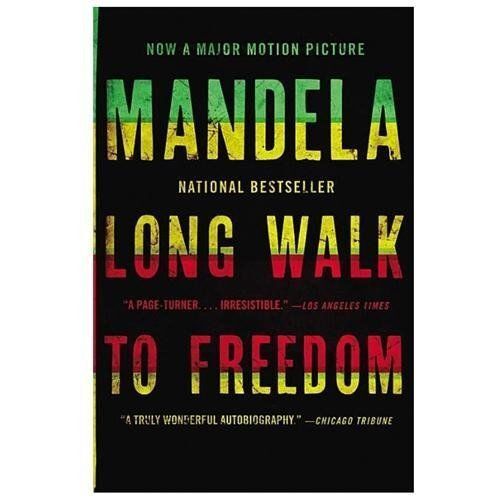 NOW A MAJOR MOTION PICTURE
MANDELA
NATIONAL BESTSELLER
LONG WALK
"A PAGE-TURNER. . . . IRRESISTIBLE." —LOS ANGELES TIMES
TO FREEDOM
"A TRULY WONDERFUL AUTOBIOGRAPHY." —CHICAGO TRIBUNE